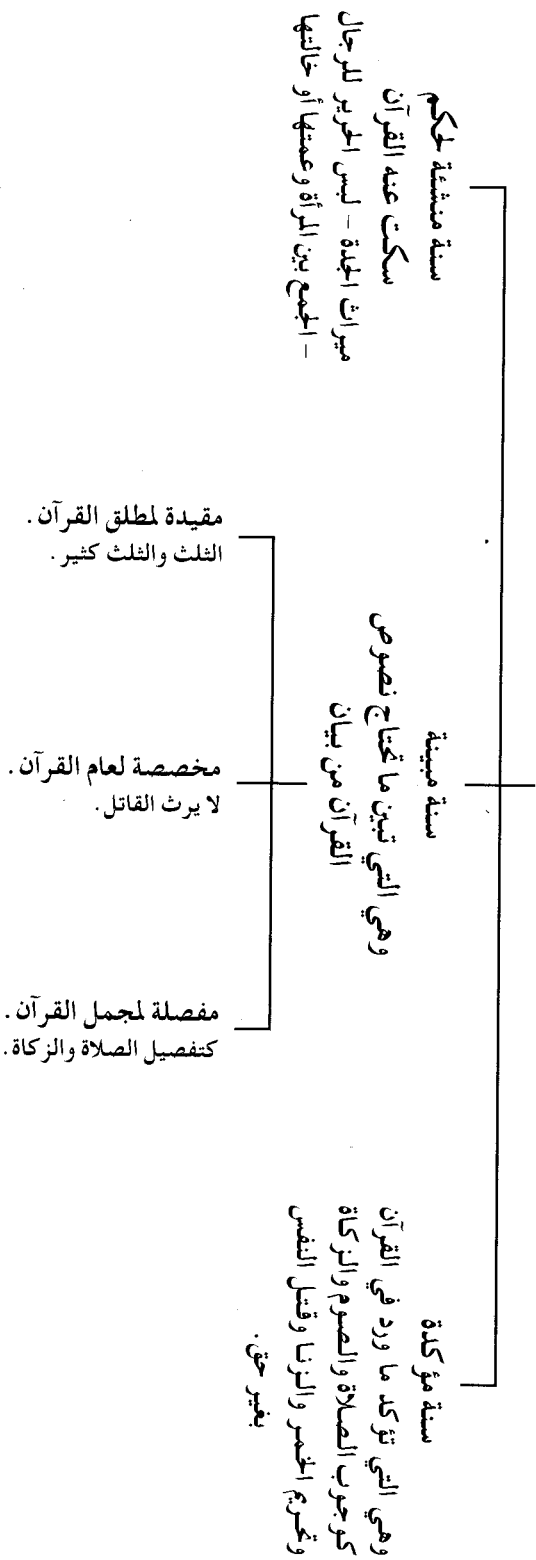 سنة مؤكدة
وهي التي تؤكد ما ورد في القرآن
كوجوب الصلاة والصوم والزكاة
وتحريم الخمر والزنا وقتل النفس
بغير حق.
سنة مبينة
وهي التي تبين ما تحتاج نصوص
القرآن من بيان
مفصلة لمجمل القرآن.
كتفصيل الصلاة والزكاة.
مخصصة لعام القرآن.
لا يرث القاتل.
مقيدة لمطلق القرآن.
الثلث والثلث كثير.
سنة منشئة لحكم
سكت عنه القرآن
ميراث الجدة - لبس الحرير للرجال
- الجمع بين المرأة وعمتها أو خالتها